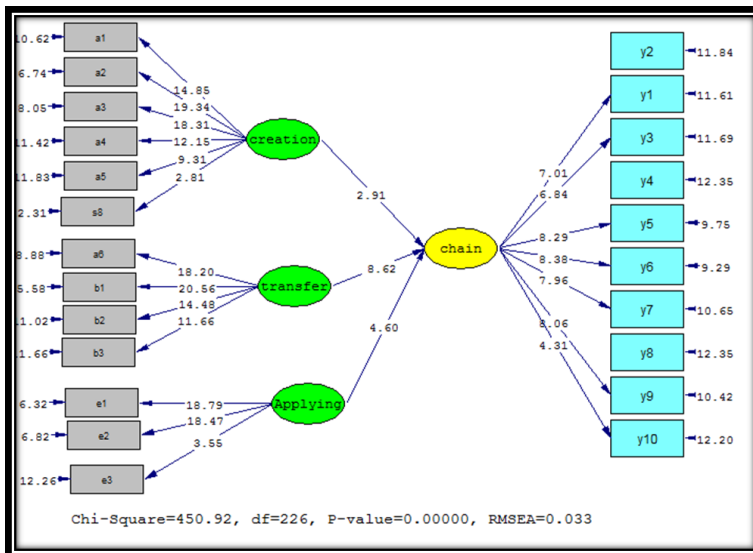 10.62 a1
6.74 a2
8.05 a3
11.42 a4
11.83 a5
2.31 s8
8.88 a6
5.58 b1
11.02 b2
11.66 b3
6.32 e1
6.82 e2
12.26 e3
14.85
19.34
18.31
12.15
9.31
2.81
creation
18.20
20.56
14.48
11.66
transfer
18.79
18.47
3.55
Applying
2.91
8.62
4.60
chain
7.01
6.84
8.29
8.38
7.96
8.06
4.31
y2 11.84
y1 11.61
y3 11.69
y4 12.35
y5 9.75
y6 9.29
y7 10.65
y8 12.35
y9 10.42
y10 12.20
Chi-Square=450.92, df=226, P-value=0.00000, RMSEA=0.033